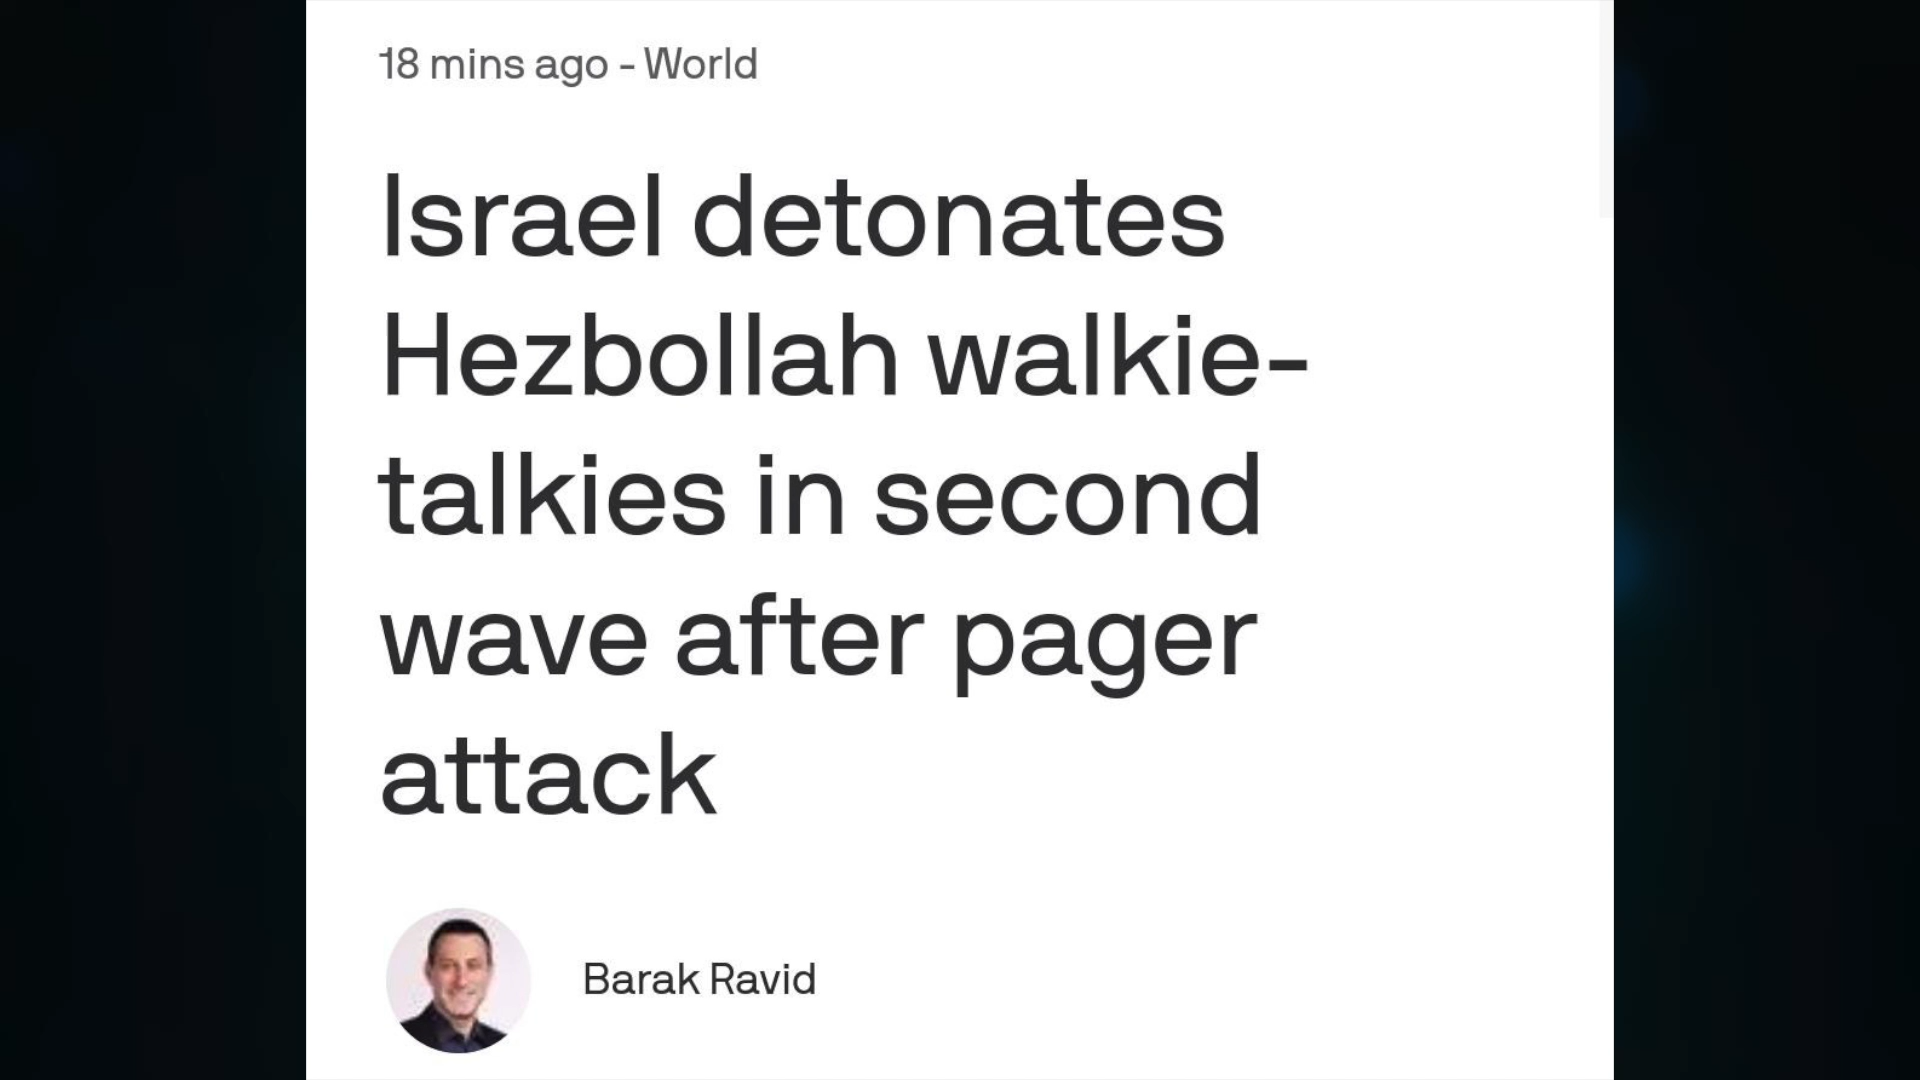 18 mins ago - World
Israel detonates
Hezbollah walkie-
talkies in second
wave after pager
attack
Barak Ravid